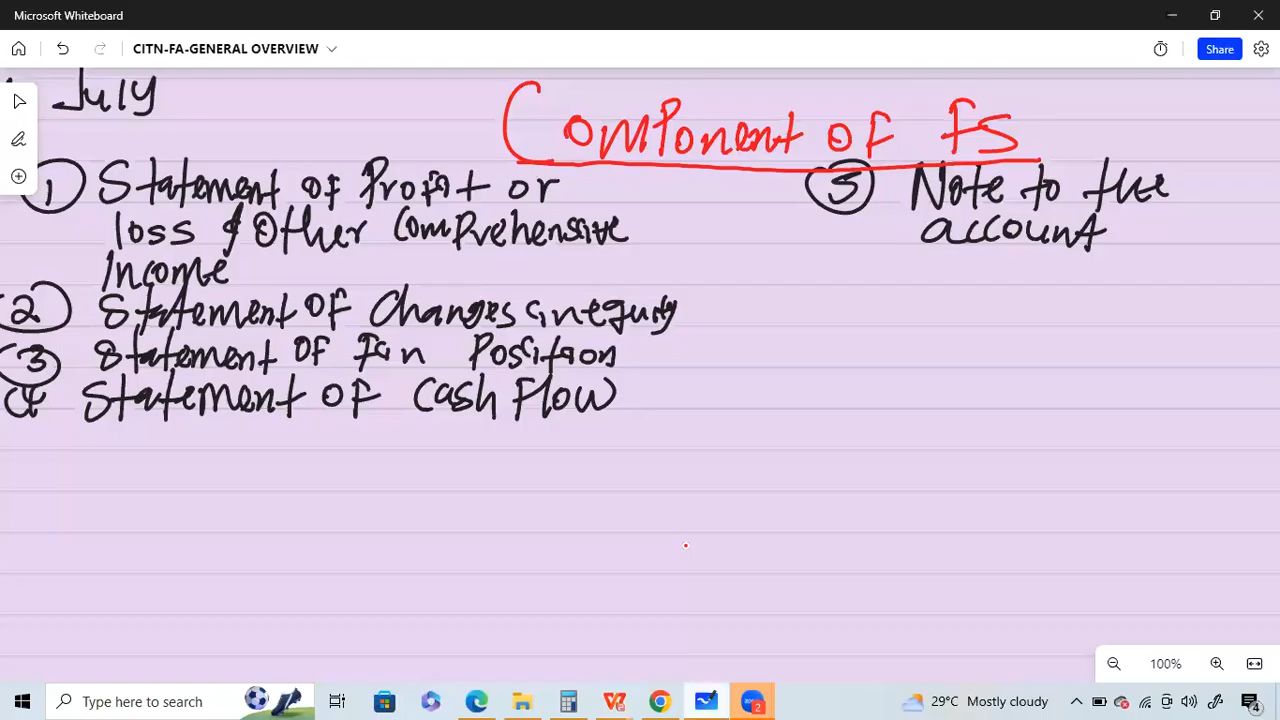 Microsoft Whiteboard
CITN-FA-GENERAL OVERVIEW
Share
July
Component of FS
1 Statement of Profit or
loss & Other Comprehensive
Income
2 Statement of Changes in equity
3 Statement of Fin Position
4 Statement of Cash Flow
5 Note to the
account
100%
Type here to search
2
29°C Mostly cloudy
4